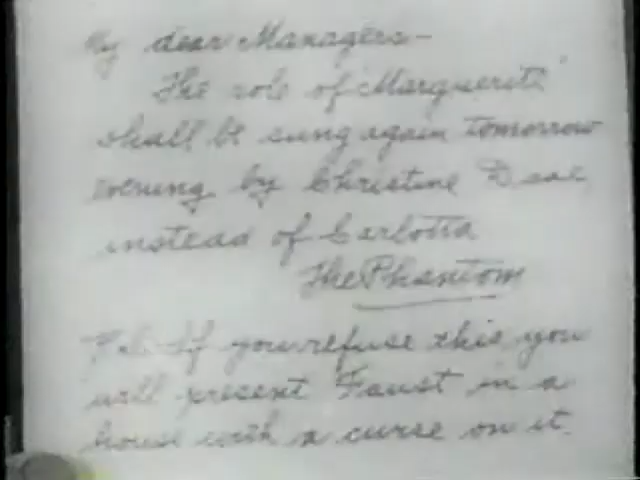 My dear Managers—
The role of "Marguerite"
shall be sung again tomorrow
evening by Christine Daae
instead of Carlotta
The Phantom
P.S. If you refuse this you
will present Faust in a
house with a curse on it.